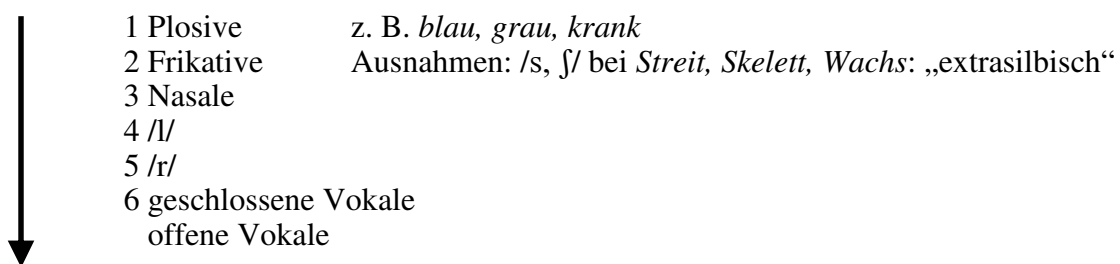 1 Plosive z. B. blau, grau, krank
2 Frikative Ausnahmen: /s, ʃ/ bei Streit, Skelett, Wachs: „extrasilbisch“
3 Nasale
4 /l/
5 /r/
6 geschlossene Vokale
offene Vokale